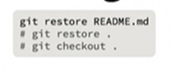 git restore README.md
# git restore .
# git checkout .